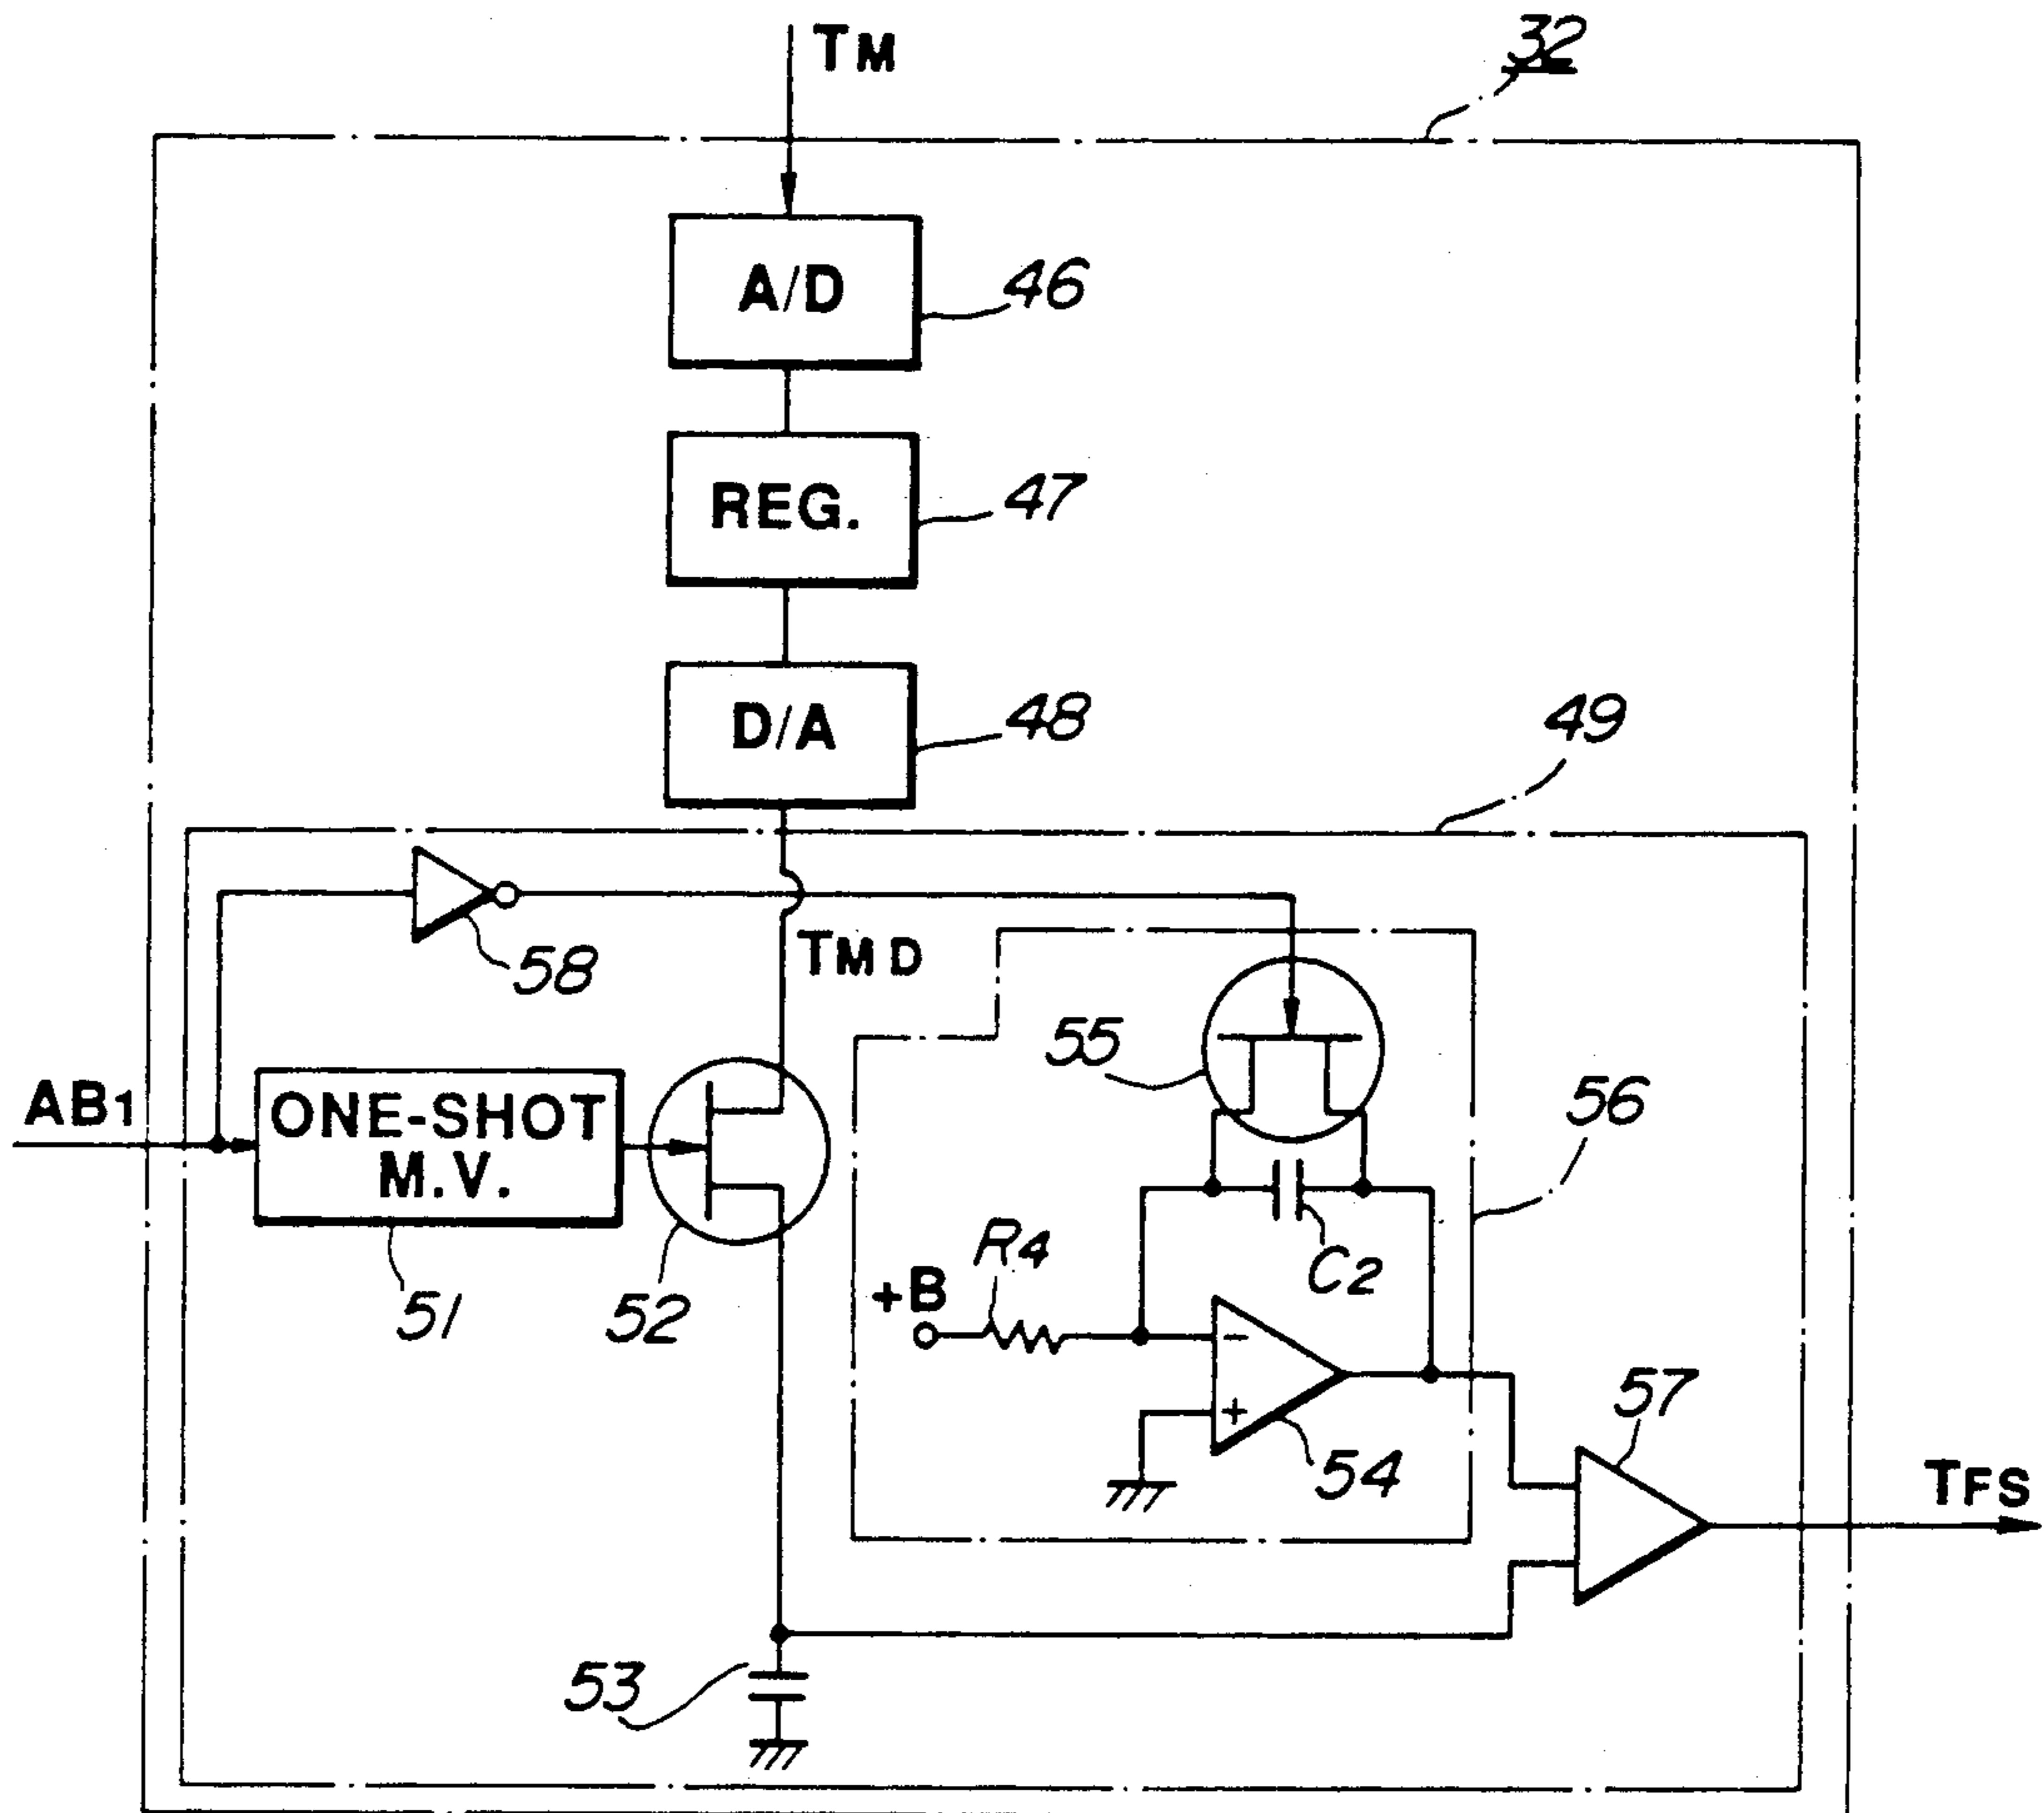 TM
32
A/D
46
REG.
47
D/A
48
49
58
TMD
55
56
AB1
ONE-SHOT
M.V.
51
52
+B
R4
C2
-
+
54
57
TFS
53